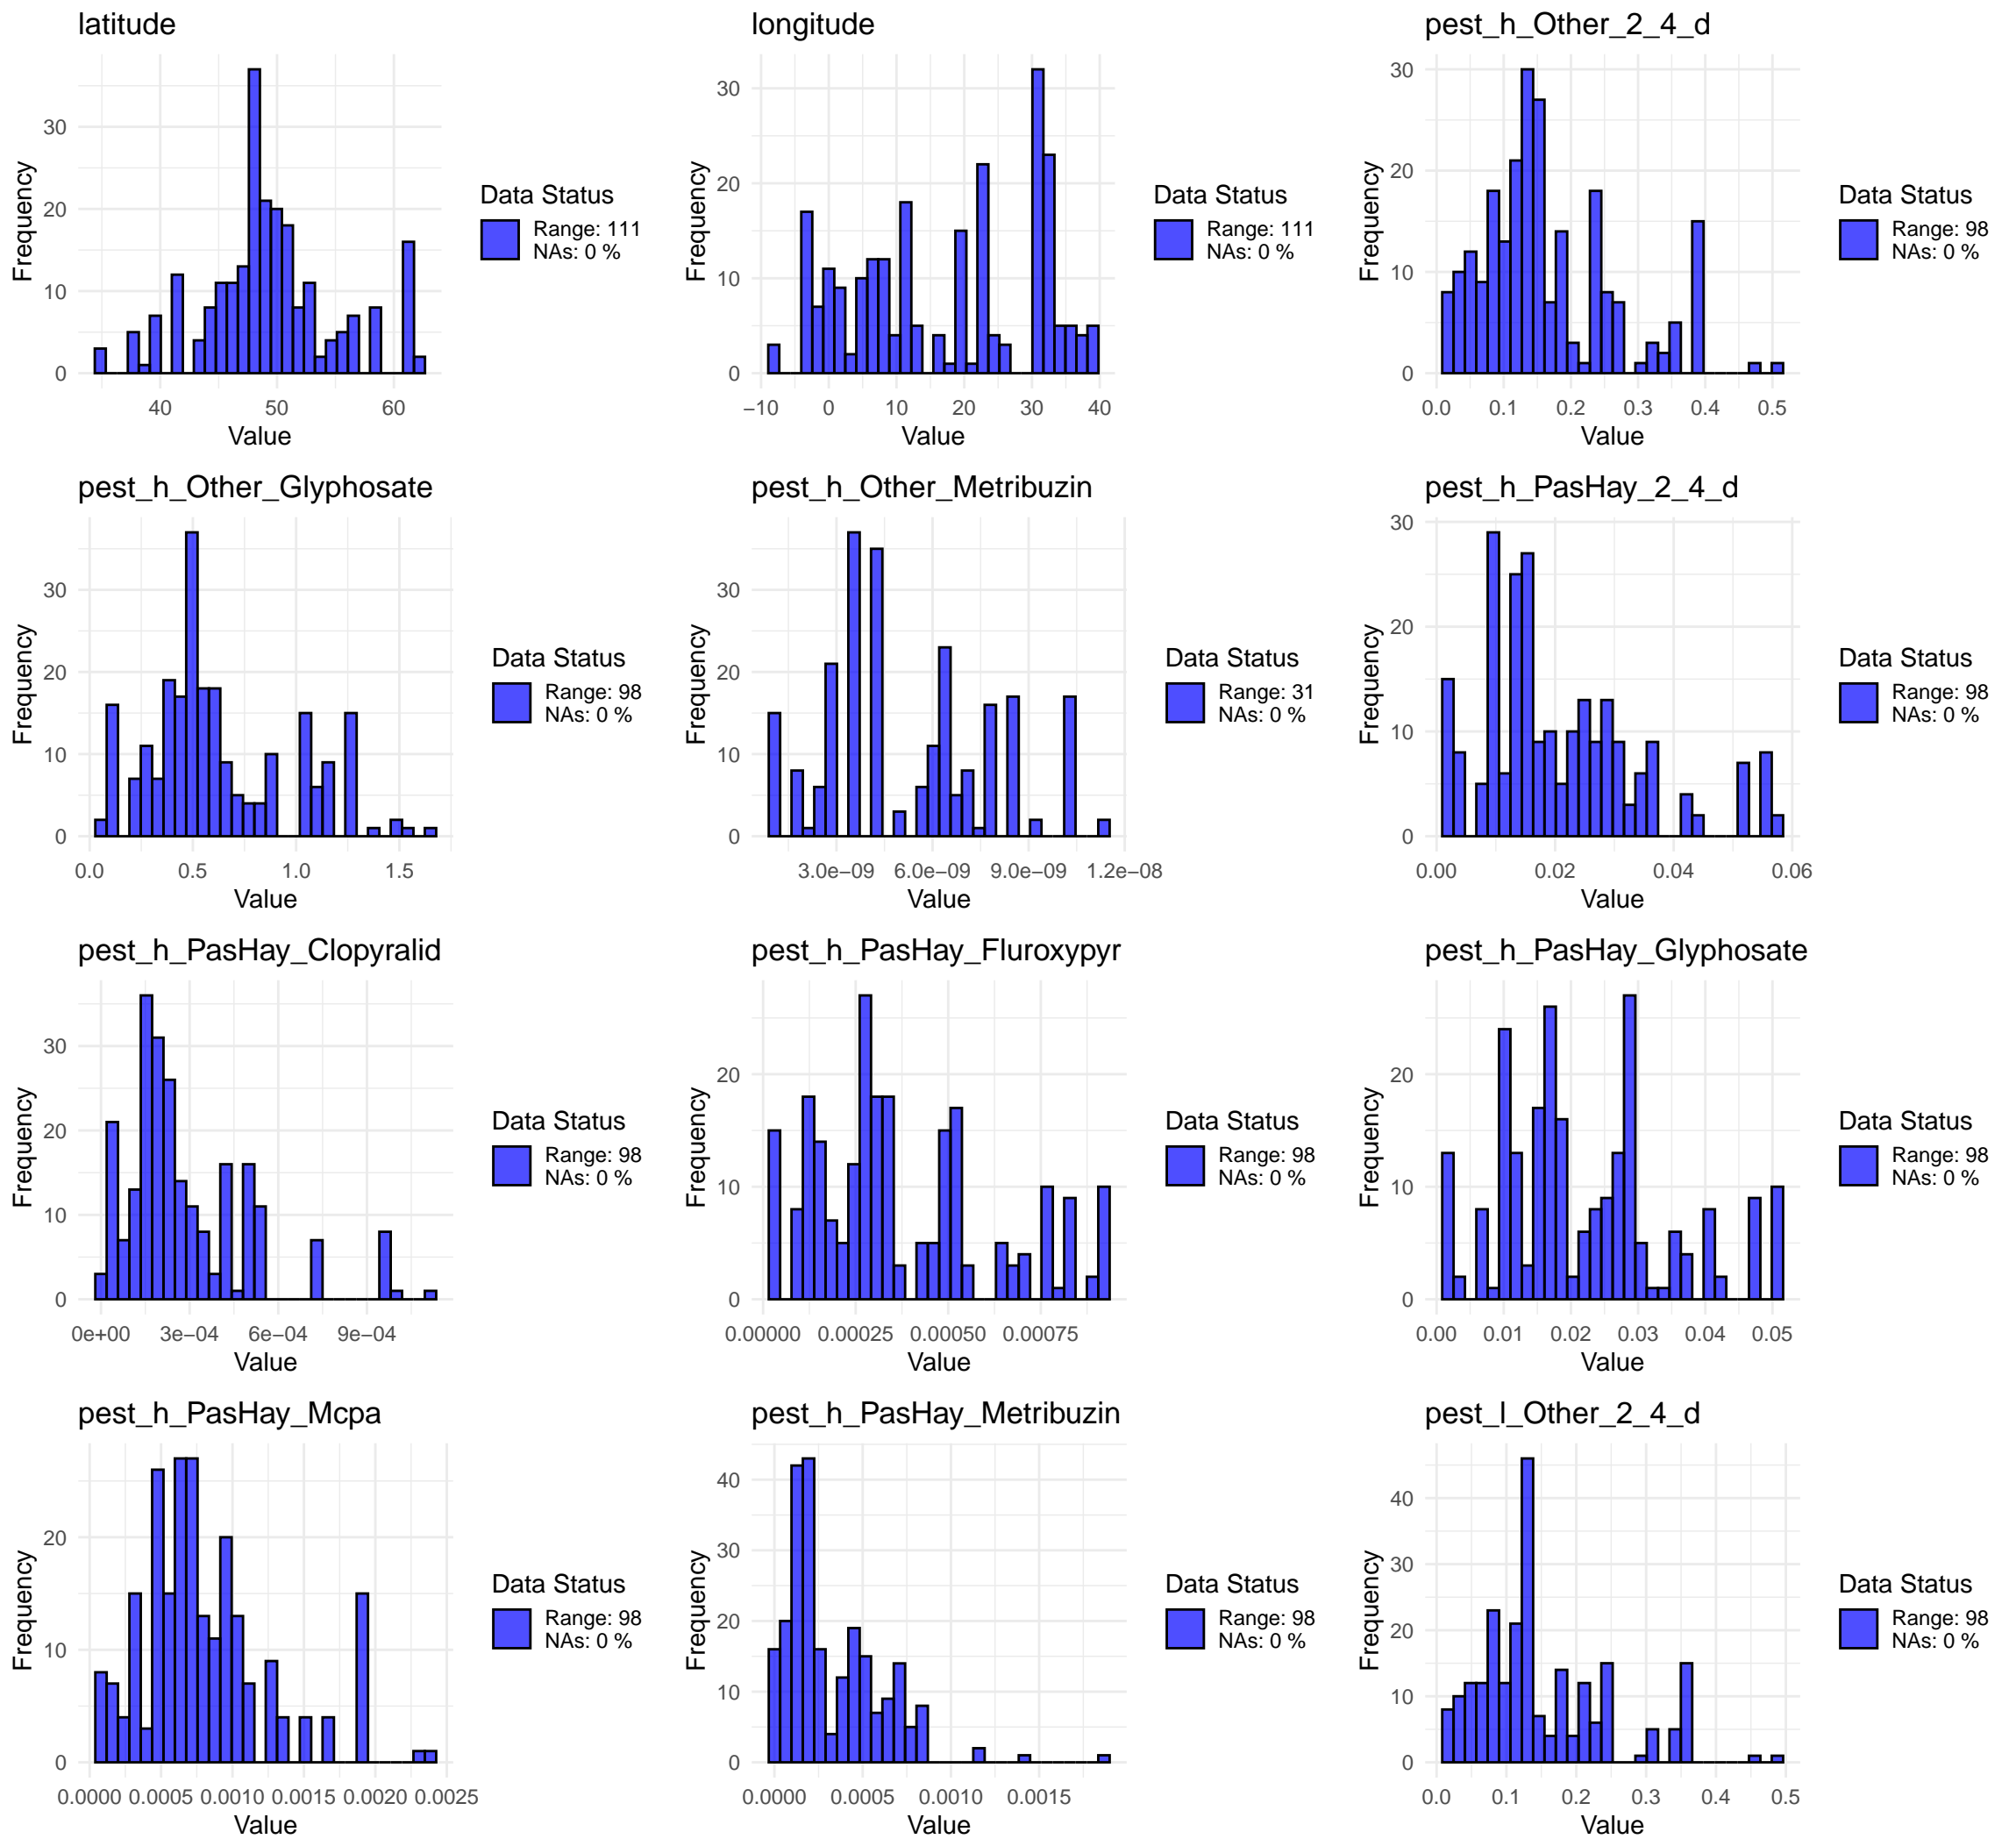 latitude
Frequency
30
20
10
0
40 50 60
Value
Data Status
Range: 111
NAs: 0 %
longitude
Frequency
30
20
10
0
−10 0 10 20 30 40
Value
Data Status
Range: 111
NAs: 0 %
pest_h_Other_2_4_d
Frequency
30
20
10
0
0.0 0.1 0.2 0.3 0.4 0.5
Value
Data Status
Range: 98
NAs: 0 %
pest_h_Other_Glyphosate
Frequency
30
20
10
0
0.0 0.5 1.0 1.5
Value
Data Status
Range: 98
NAs: 0 %
pest_h_Other_Metribuzin
Frequency
30
20
10
0
3.0e−09 6.0e−09 9.0e−09 1.2e−08
Value
Data Status
Range: 31
NAs: 0 %
pest_h_PasHay_2_4_d
Frequency
30
20
10
0
0.00 0.02 0.04 0.06
Value
Data Status
Range: 98
NAs: 0 %
pest_h_PasHay_Clopyralid
Frequency
30
20
10
0
0e+00 3e−04 6e−04 9e−04
Value
Data Status
Range: 98
NAs: 0 %
pest_h_PasHay_Fluroxypyr
Frequency
20
10
0
0.00000 0.00025 0.00050 0.00075
Value
Data Status
Range: 98
NAs: 0 %
pest_h_PasHay_Glyphosate
Frequency
20
10
0
0.00 0.01 0.02 0.03 0.04 0.05
Value
Data Status
Range: 98
NAs: 0 %
pest_h_PasHay_Mcpa
Frequency
20
10
0
0.0000 0.0005 0.0010 0.0015 0.0020 0.0025
Value
Data Status
Range: 98
NAs: 0 %
pest_h_PasHay_Metribuzin
Frequency
40
30
20
10
0
0.0000 0.0005 0.0010 0.0015
Value
Data Status
Range: 98
NAs: 0 %
pest_l_Other_2_4_d
Frequency
40
30
20
10
0
0.0 0.1 0.2 0.3 0.4 0.5
Value
Data Status
Range: 98
NAs: 0 %